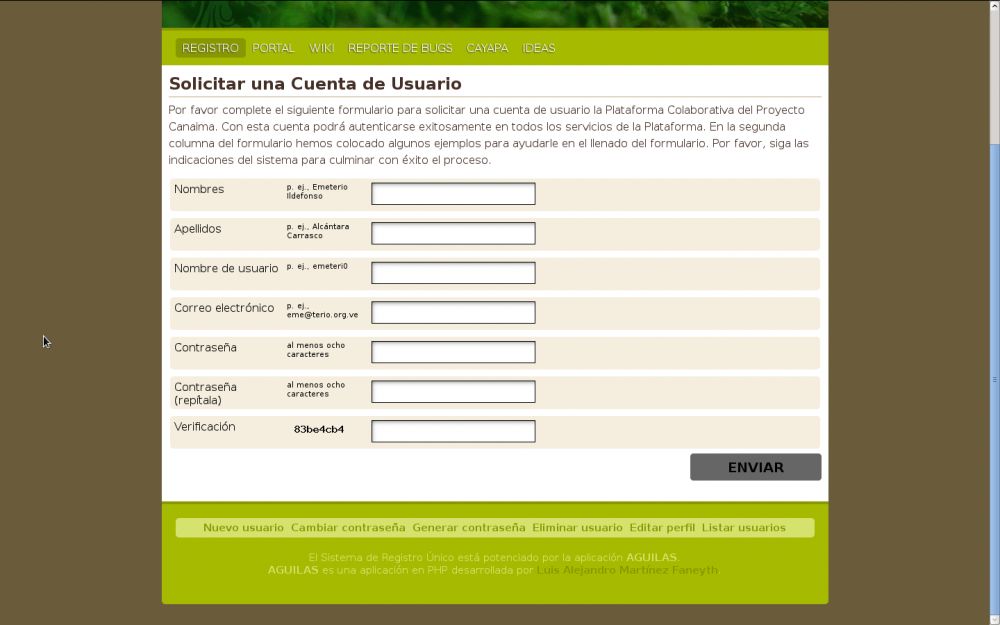 REGISTRO PORTAL WIKI REPORTE DE BUGS CAYAPA IDEAS
Solicitar una Cuenta de Usuario
Por favor complete el siguiente formulario para solicitar una cuenta de usuario la Plataforma Colaborativa del Proyecto
Canaima. Con esta cuenta podrá autenticarse exitosamente en todos los servicios de la Plataforma. En la segunda
columna del formulario hemos colocado algunos ejemplos para ayudarle en el llenado del formulario. Por favor, siga las
indicaciones del sistema para culminar con éxito el proceso.
Nombres p. ej., Emeterio
Ildefonso
Apellidos p. ej., Alcántara
Carrasco
Nombre de usuario p. ej., emeteri0
Correo electrónico p. ej.,
eme@terio.org.ve
Contraseña al menos ocho
caracteres
Contraseña al menos ocho
(repítala) caracteres
Verificación 83be4cb4
ENVIAR
Nuevo usuario Cambiar contraseña Generar contraseña Eliminar usuario Editar perfil Listar usuarios
El Sistema de Registro Único está potenciado por la aplicación AGUILAS.
AGUILAS es una aplicación en PHP desarrollada por Luis Alejandro Martínez Faneyth.